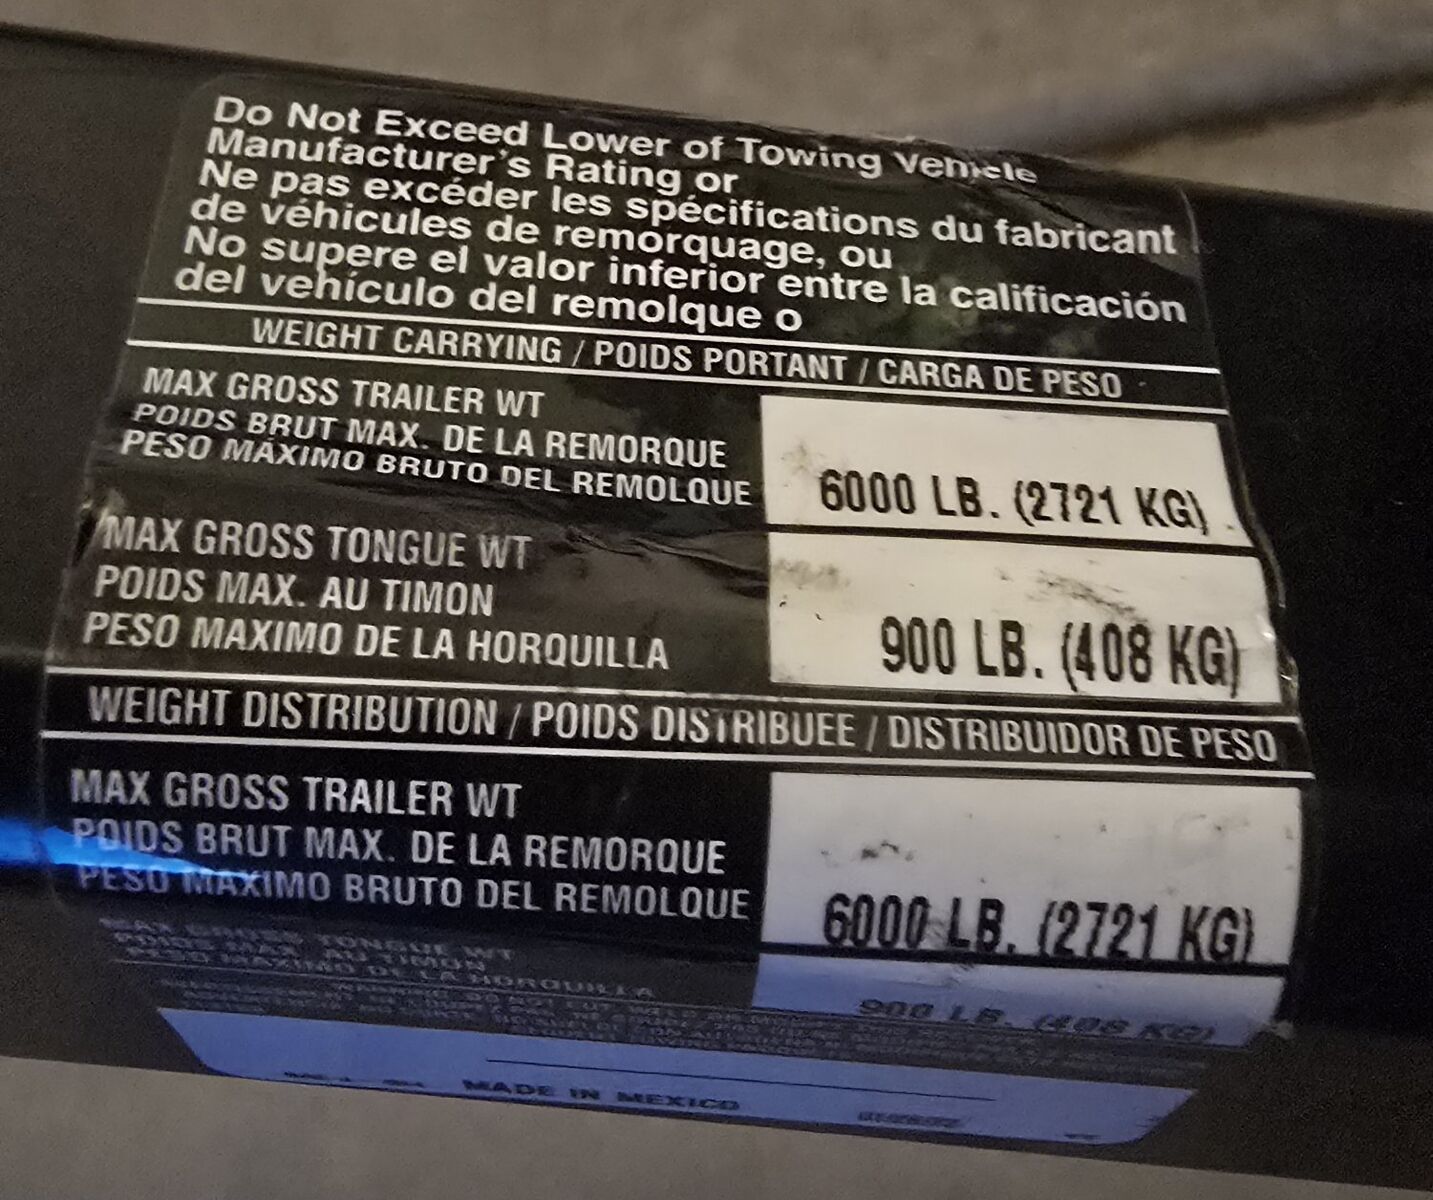 Do Not Exceed Lower of Towing Vehicle
Manufacturer's Rating or
Ne pas excéder les spécifications du fabricant
de véhicules de remorquage, ou
No supere el valor inferior entre la calificación
del vehículo del remolque o
WEIGHT CARRYING / POIDS PORTANT / CARGA DE PESO
MAX GROSS TRAILER WT
POIDS BRUT MAX. DE LA REMORQUE
PESO MÁXIMO BRUTO DEL REMOLQUE
6000 LB. (2721 KG)
MAX GROSS TONGUE WT
POIDS MAX. AU TIMON
PESO MAXIMO DE LA HORQUILLA
900 LB. (408 KG)
WEIGHT DISTRIBUTION / POIDS DISTRIBUEE / DISTRIBUIDOR DE PESO
MAX GROSS TRAILER WT
POIDS BRUT MAX. DE LA REMORQUE
PESO MAXIMO BRUTO DEL REMOLQUE
6000 LB. (2721 KG)
MAX GROSS TONGUE WT
POIDS MAX. AU TIMON
PESO MAXIMO DE LA HORQUILLA
900 LB. (408 KG)
MADE IN MEXICO